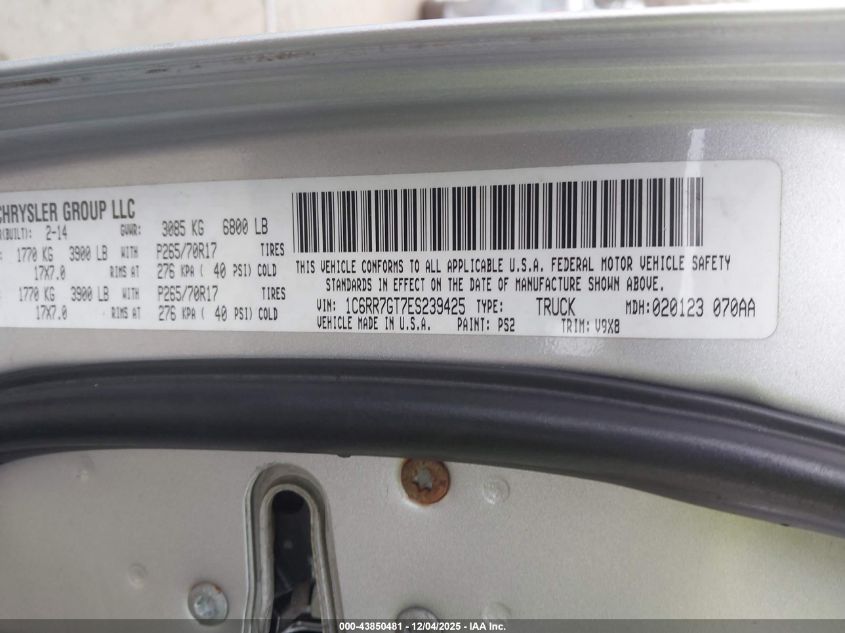 CHRYSLER GROUP LLC
R(BUILT): 2-14 GVWR: 3085 KG 6800 LB
1770 KG 3900 LB WITH P265/70R17 TIRES
17X7.0 RIMS AT 276 KPA ( 40 PSI) COLD
1770 KG 3900 LB WITH P265/70R17 TIRES
17X7.0 RIMS AT 276 KPA ( 40 PSI) COLD
THIS VEHICLE CONFORMS TO ALL APPLICABLE U.S.A. FEDERAL MOTOR VEHICLE SAFETY
STANDARDS IN EFFECT ON THE DATE OF MANUFACTURE SHOWN ABOVE.
VIN: 1C6RR7GT7ES239425 TYPE: TRUCK MDH:020123 070AA
VEHICLE MADE IN U.S.A. PAINT: PS2 TRIM: V9X8
000-43850481 - 12/04/2025 - IAA Inc.